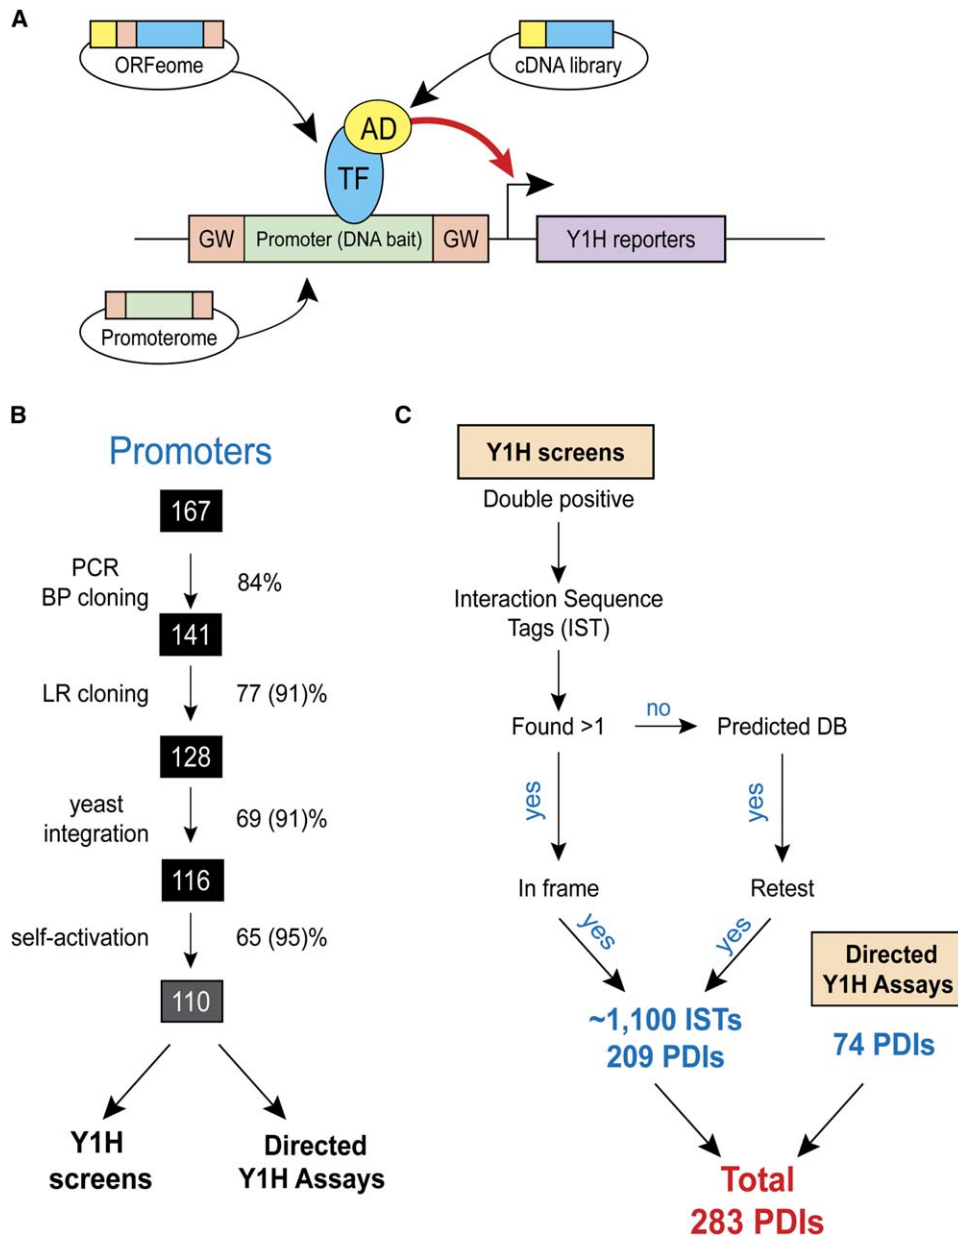 A
ORFeome
cDNA library
AD
TF
GW
Promoter (DNA bait)
GW
Y1H reporters
Promoterome
B
Promoters
167
PCR
BP cloning
84%
141
LR cloning
77 (91)%
128
yeast
integration
69 (91)%
116
self-activation
65 (95)%
110
Y1H
screens
Directed
Y1H Assays
C
Y1H screens
Double positive
Interaction Sequence
Tags (IST)
Found >1
no
Predicted DB
yes
yes
In frame
Retest
yes
yes
Directed
Y1H Assays
~1,100 ISTs
209 PDIs
74 PDIs
Total
283 PDIs